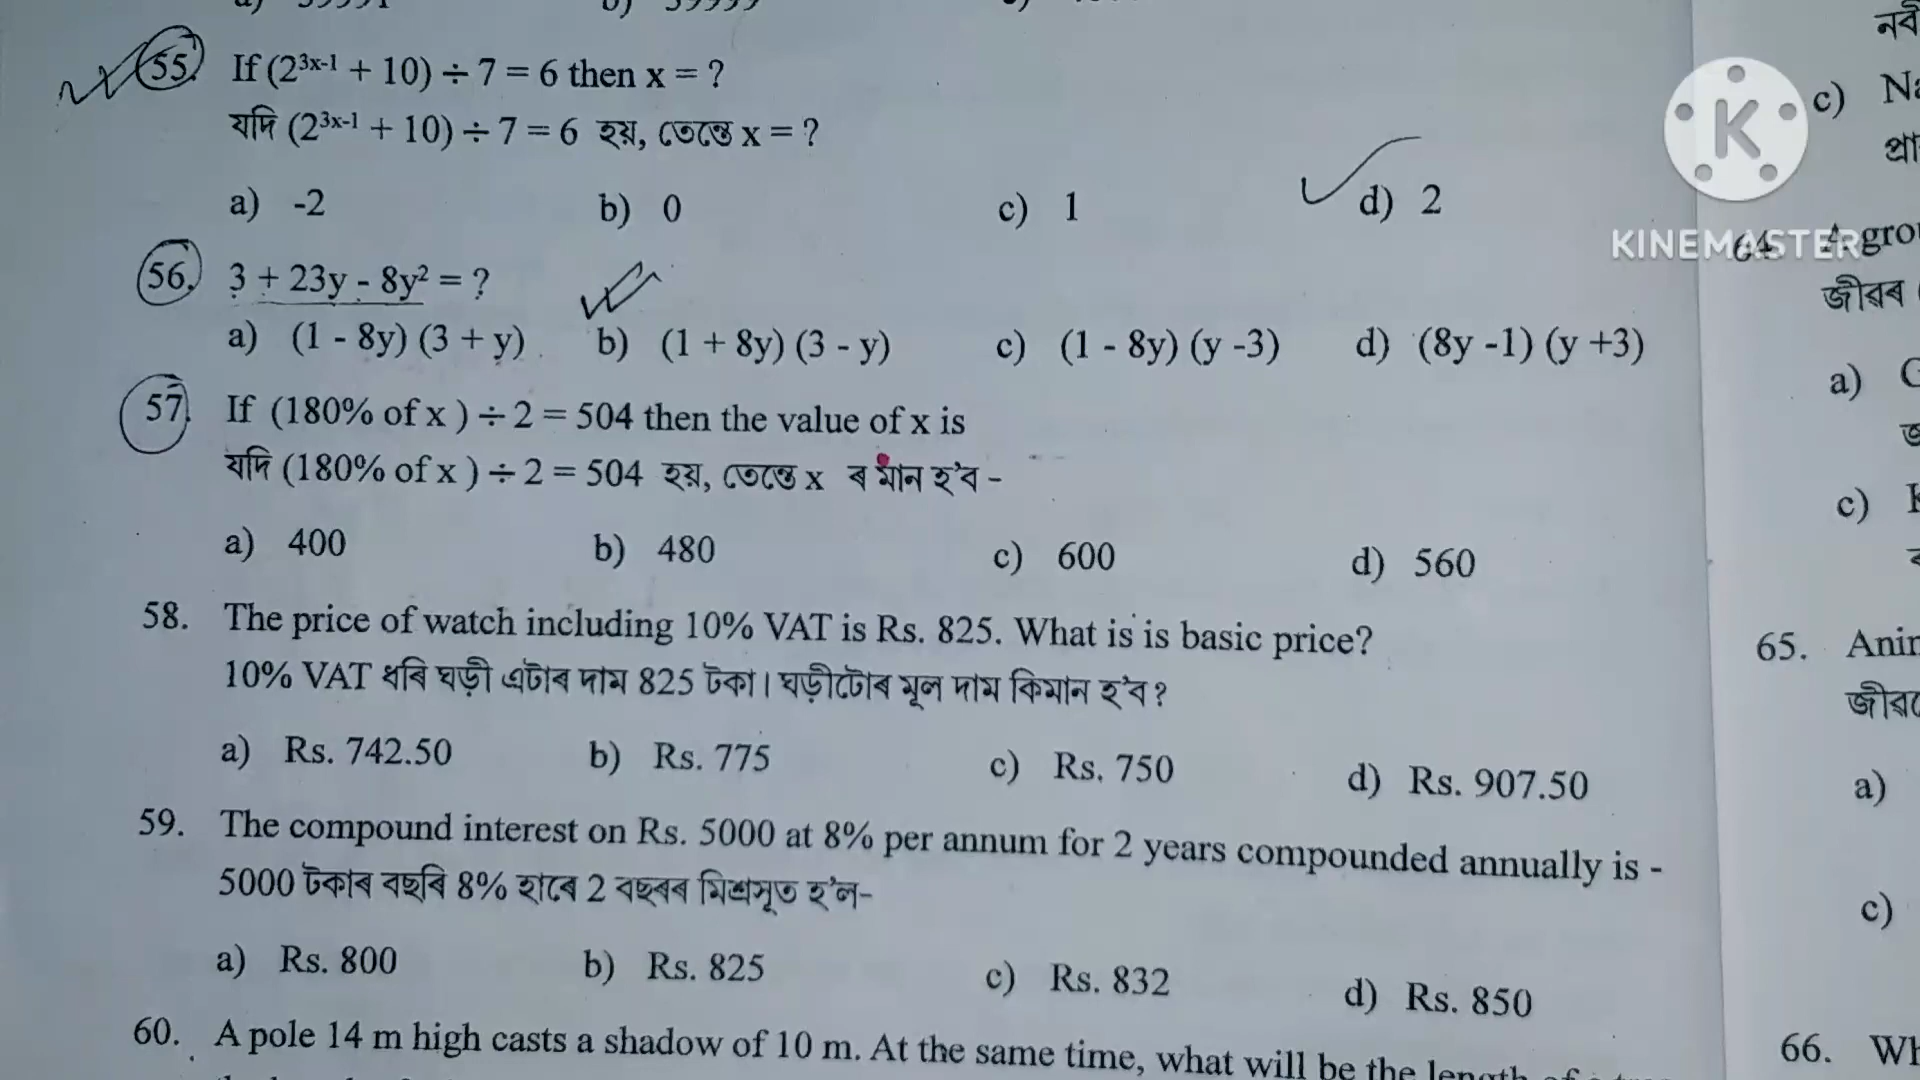 55. If (2³ˣ⁻¹ + 10) ÷ 7 = 6 then x = ?
যদি (2³ˣ⁻¹ + 10) ÷ 7 = 6 হয়, তেন্তে x = ?
a) -2 b) 0 c) 1 d) 2
56. 3 + 23y - 8y² = ?
a) (1 - 8y) (3 + y) b) (1 + 8y) (3 - y) c) (1 - 8y) (y -3) d) (8y -1) (y +3)
57. If (180% of x ) ÷ 2 = 504 then the value of x is
যদি (180% of x ) ÷ 2 = 504 হয়, তেন্তে x ৰ মান হ'ব -
a) 400 b) 480 c) 600 d) 560
58. The price of watch including 10% VAT is Rs. 825. What is is basic price?
10% VAT ধৰি ঘড়ী এটাৰ দাম 825 টকা। ঘড়ীটোৰ মূল দাম কিমান হ'ব ?
a) Rs. 742.50 b) Rs. 775 c) Rs. 750 d) Rs. 907.50
59. The compound interest on Rs. 5000 at 8% per annum for 2 years compounded annually is -
5000 টকাৰ বছৰি 8% হাৰে 2 বছৰৰ মিশ্ৰসূত হ'ল-
a) Rs. 800 b) Rs. 825 c) Rs. 832 d) Rs. 850
60. A pole 14 m high casts a shadow of 10 m. At the same time, what will be the length of a
K
KINEMASTER
c)
64
জীৱৰ
a)
c)
65.
a)
c)
66.